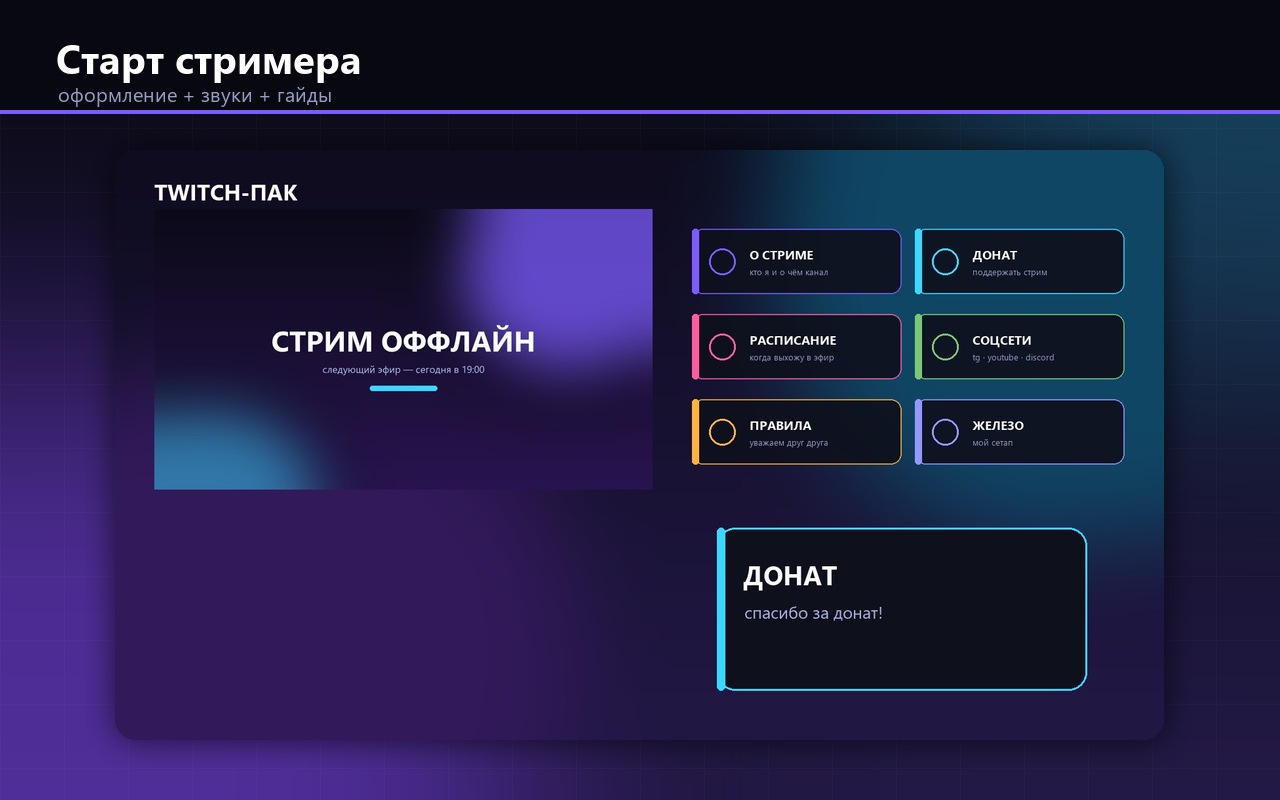 Старт стримера
оформление + звуки + гайды
TWITCH-ПАК
СТРИМ ОФФЛАЙН
следующий эфир — сегодня в 19:00
О СТРИМЕ
кто я и о чём канал
ДОНАТ
поддержать стрим
РАСПИСАНИЕ
когда выхожу в эфир
СОЦСЕТИ
tg · youtube · discord
ПРАВИЛА
уважаем друг друга
ЖЕЛЕЗО
мой сетап
ДОНАТ
спасибо за донат!